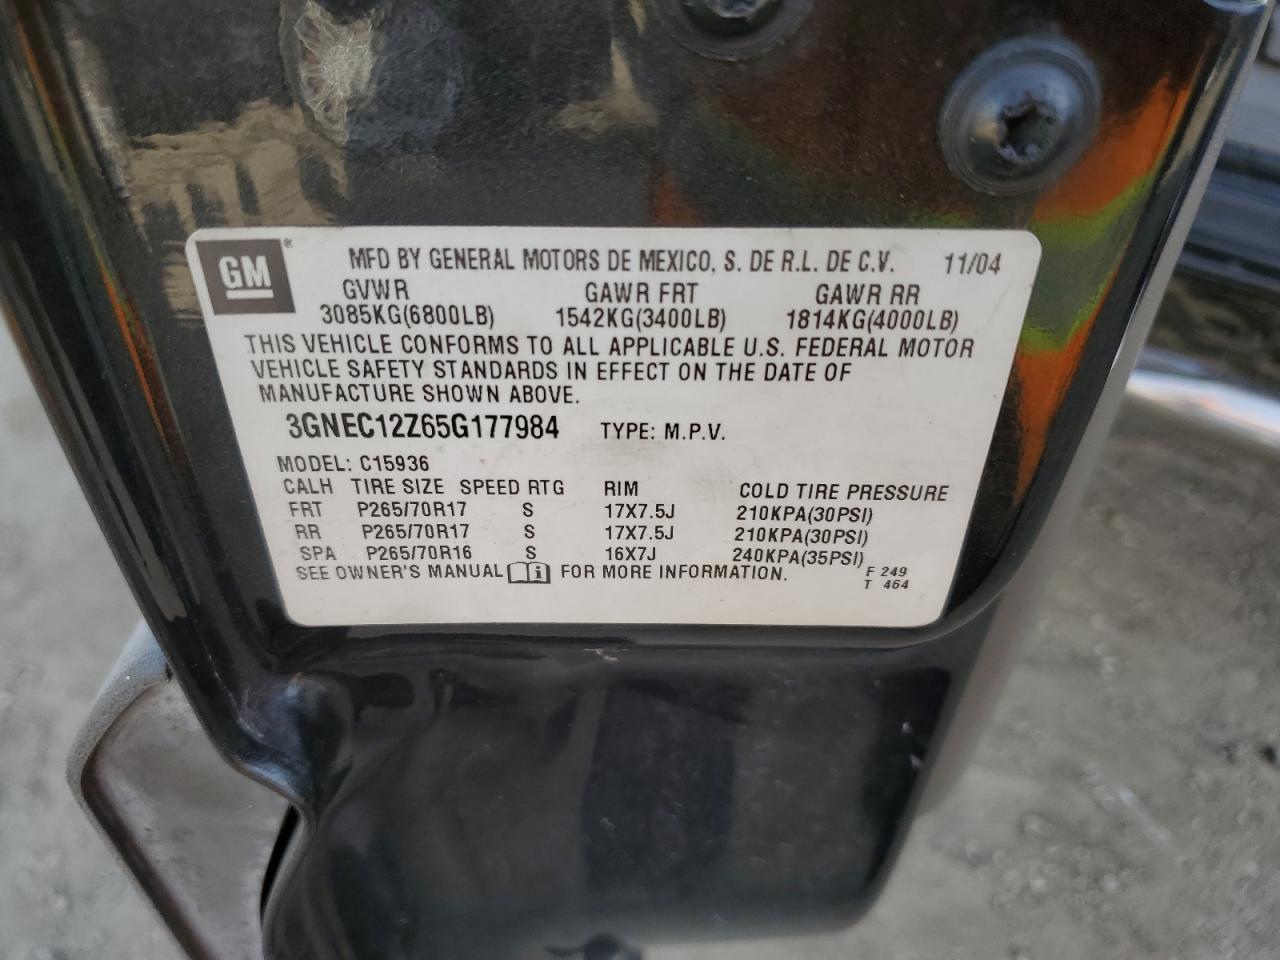 GM® MFD BY GENERAL MOTORS DE MEXICO, S. DE R.L. DE C.V. 11/04
GVWR GAWR FRT GAWR RR
3085KG(6800LB) 1542KG(3400LB) 1814KG(4000LB)
THIS VEHICLE CONFORMS TO ALL APPLICABLE U.S. FEDERAL MOTOR
VEHICLE SAFETY STANDARDS IN EFFECT ON THE DATE OF
MANUFACTURE SHOWN ABOVE.
3GNEC12Z65G177984 TYPE: M.P.V.
MODEL: C15936
CALH TIRE SIZE SPEED RTG RIM COLD TIRE PRESSURE
FRT P265/70R17 S 17X7.5J 210KPA(30PSI)
RR P265/70R17 S 17X7.5J 210KPA(30PSI)
SPA P265/70R16 S 16X7J 240KPA(35PSI)
SEE OWNER'S MANUAL i FOR MORE INFORMATION. F 249
T 464